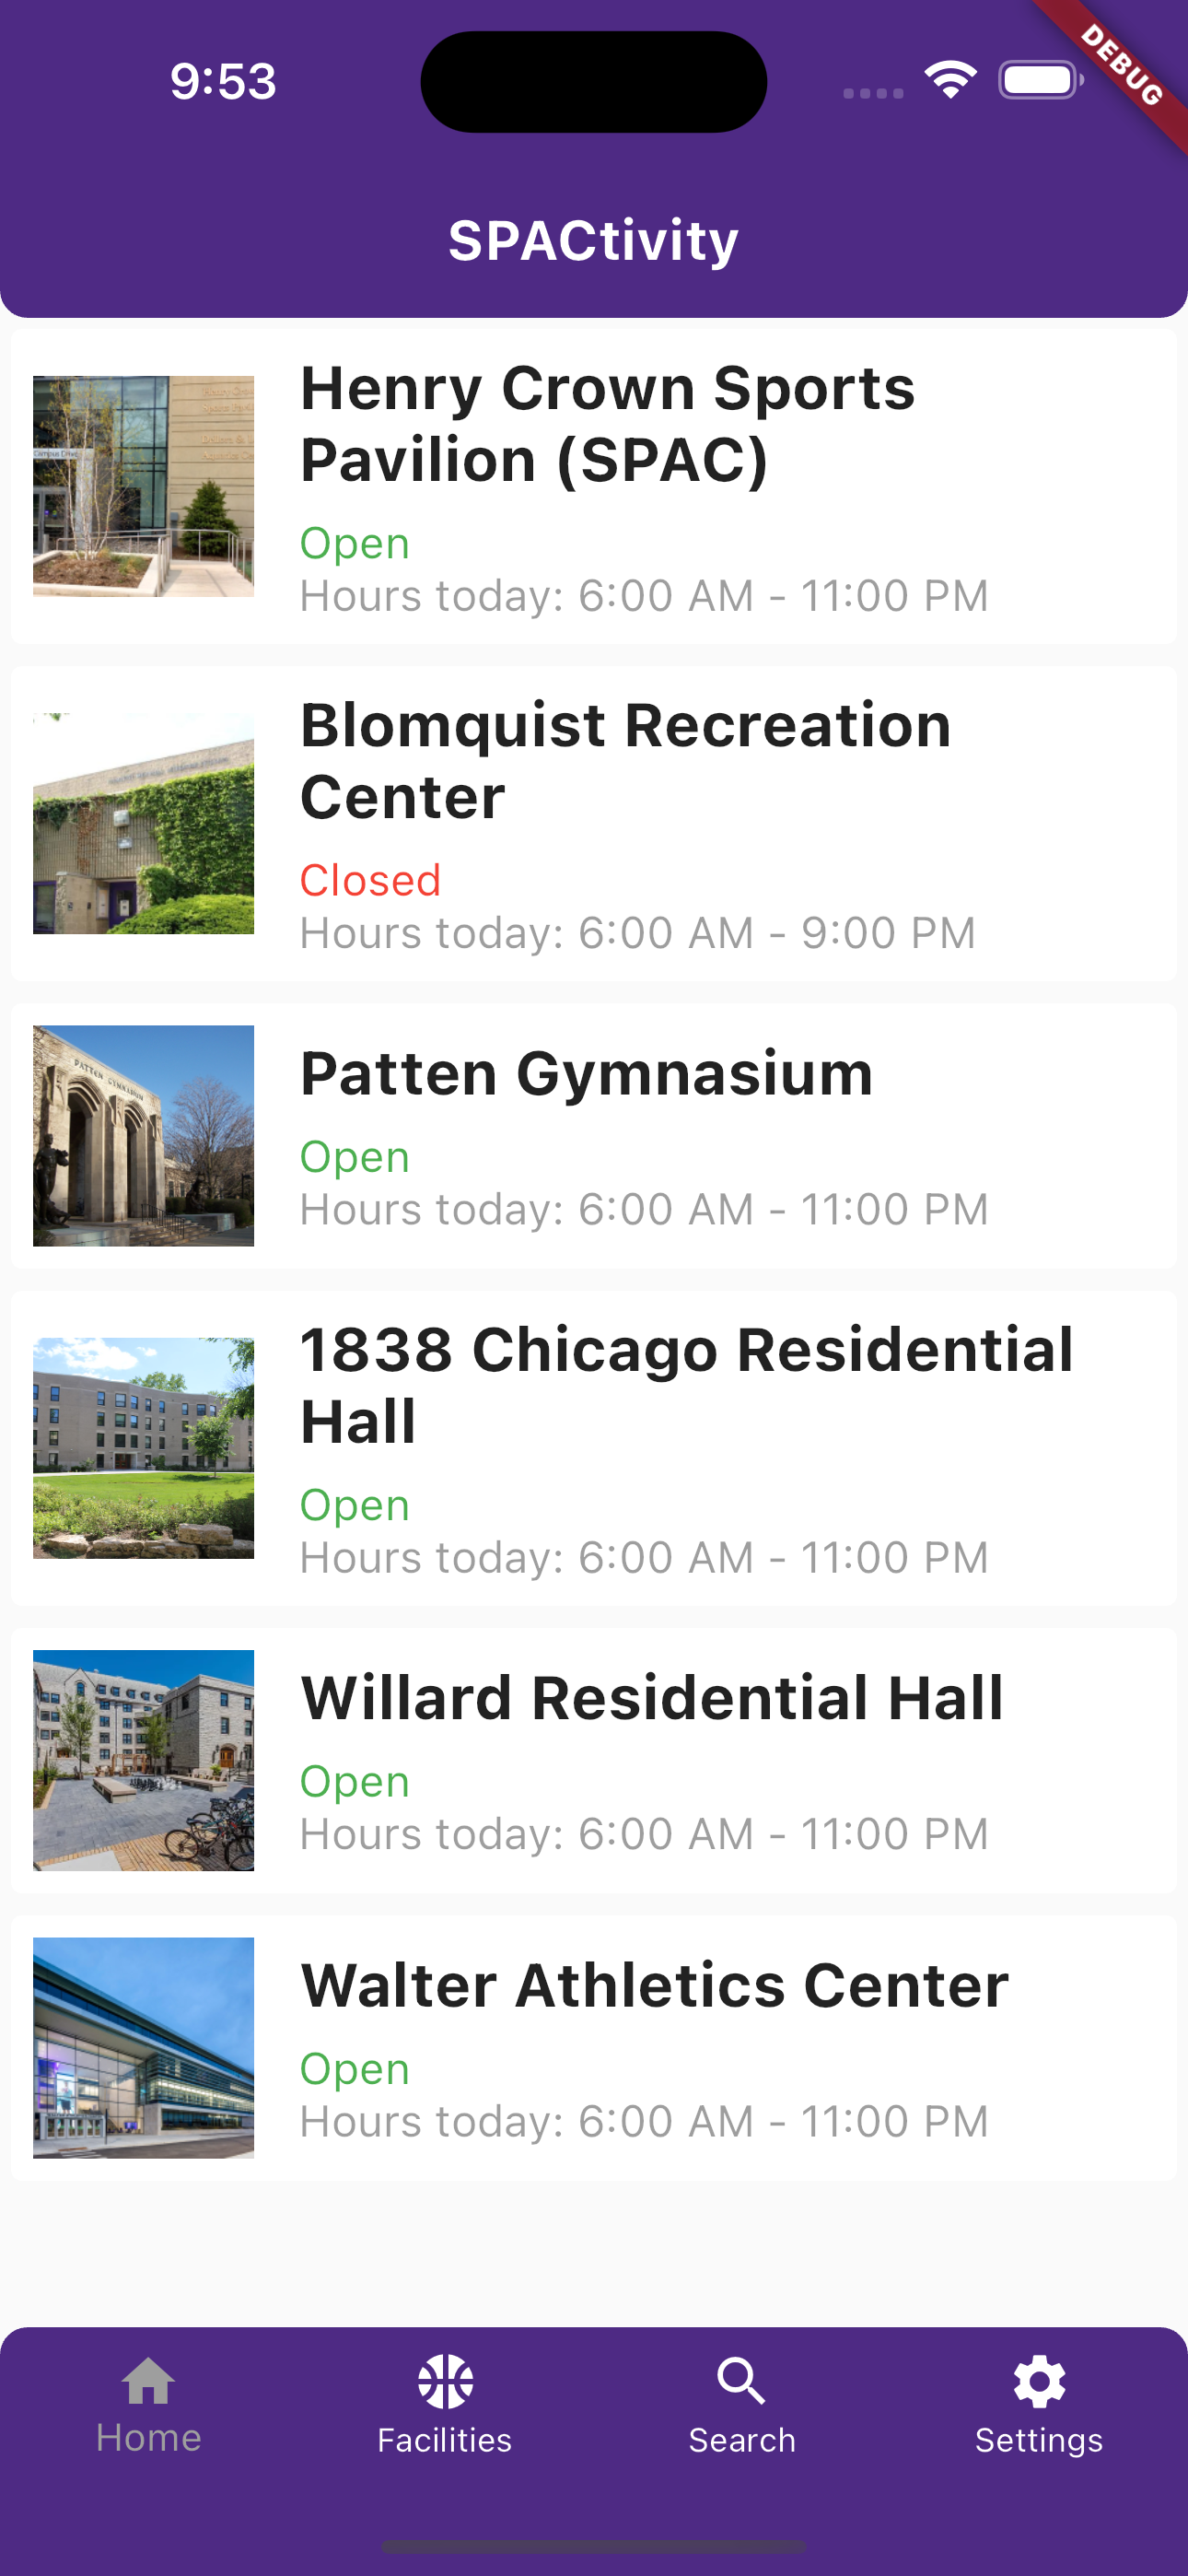 9:53
DEBUG
SPACtivity
Henry Crown Sports
Pavilion (SPAC)
Open
Hours today: 6:00 AM - 11:00 PM
Blomquist Recreation
Center
Closed
Hours today: 6:00 AM - 9:00 PM
PATTEN GYMNASIUM
Patten Gymnasium
Open
Hours today: 6:00 AM - 11:00 PM
1838 Chicago Residential
Hall
Open
Hours today: 6:00 AM - 11:00 PM
Willard Residential Hall
Open
Hours today: 6:00 AM - 11:00 PM
Walter Athletics Center
Open
Hours today: 6:00 AM - 11:00 PM
Home
Facilities
Search
Settings